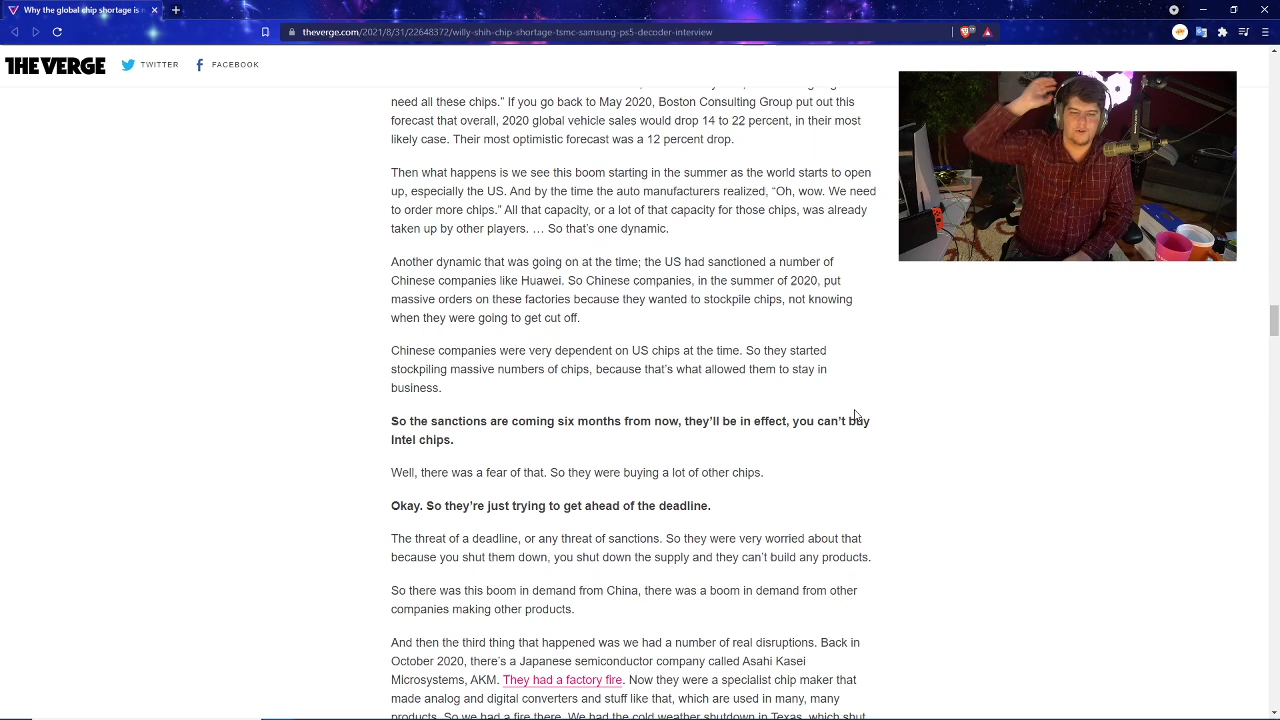 Why the global chip shortage is
theverge.com/2021/8/31/22648372/willy-shih-chip-shortage-tsmc-samsung-ps5-decoder-interview
THE VERGE
TWITTER
FACEBOOK
need all these chips.” If you go back to May 2020, Boston Consulting Group put out this
forecast that overall, 2020 global vehicle sales would drop 14 to 22 percent, in their most
likely case. Their most optimistic forecast was a 12 percent drop.
Then what happens is we see this boom starting in the summer as the world starts to open
up, especially the US. And by the time the auto manufacturers realized, “Oh, wow. We need
to order more chips.” All that capacity, or a lot of that capacity for those chips, was already
taken up by other players. … So that’s one dynamic.
Another dynamic that was going on at the time; the US had sanctioned a number of
Chinese companies like Huawei. So Chinese companies, in the summer of 2020, put
massive orders on these factories because they wanted to stockpile chips, not knowing
when they were going to get cut off.
Chinese companies were very dependent on US chips at the time. So they started
stockpiling massive numbers of chips, because that’s what allowed them to stay in
business.
So the sanctions are coming six months from now, they’ll be in effect, you can’t buy
Intel chips.
Well, there was a fear of that. So they were buying a lot of other chips.
Okay. So they’re just trying to get ahead of the deadline.
The threat of a deadline, or any threat of sanctions. So they were very worried about that
because you shut them down, you shut down the supply and they can’t build any products.
So there was this boom in demand from China, there was a boom in demand from other
companies making other products.
And then the third thing that happened was we had a number of real disruptions. Back in
October 2020, there’s a Japanese semiconductor company called Asahi Kasei
Microsystems, AKM. They had a factory fire. Now they were a specialist chip maker that
made analog and digital converters and stuff like that, which are used in many, many
products. So we had a fire there. We had the cold weather shutdown in Texas, which shut